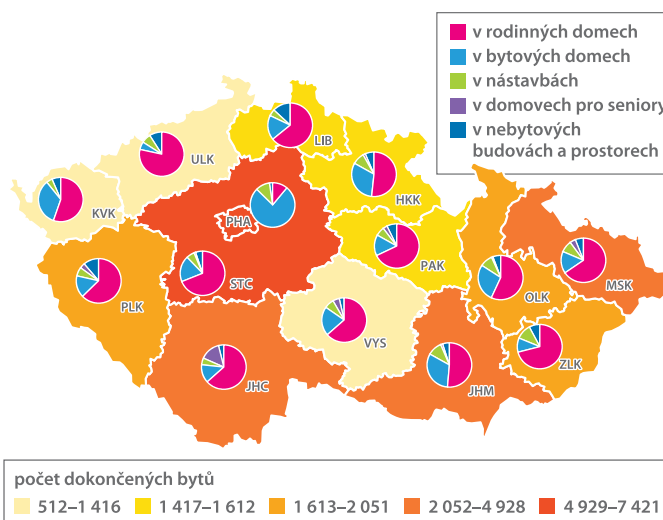 v rodinných domech
v bytových domech
v nástavbách
v domovech pro seniory
v nebytových
budovách a prostorech
LIB
ULK
HKK
KVK
PHA
PAK
STC
MSK
OLK
PLK
VYS
ZLK
JHC
JHM
počet dokončených bytů
512–1 416
1 417–1 612
1 613–2 051
2 052–4 928
4 929–7 421